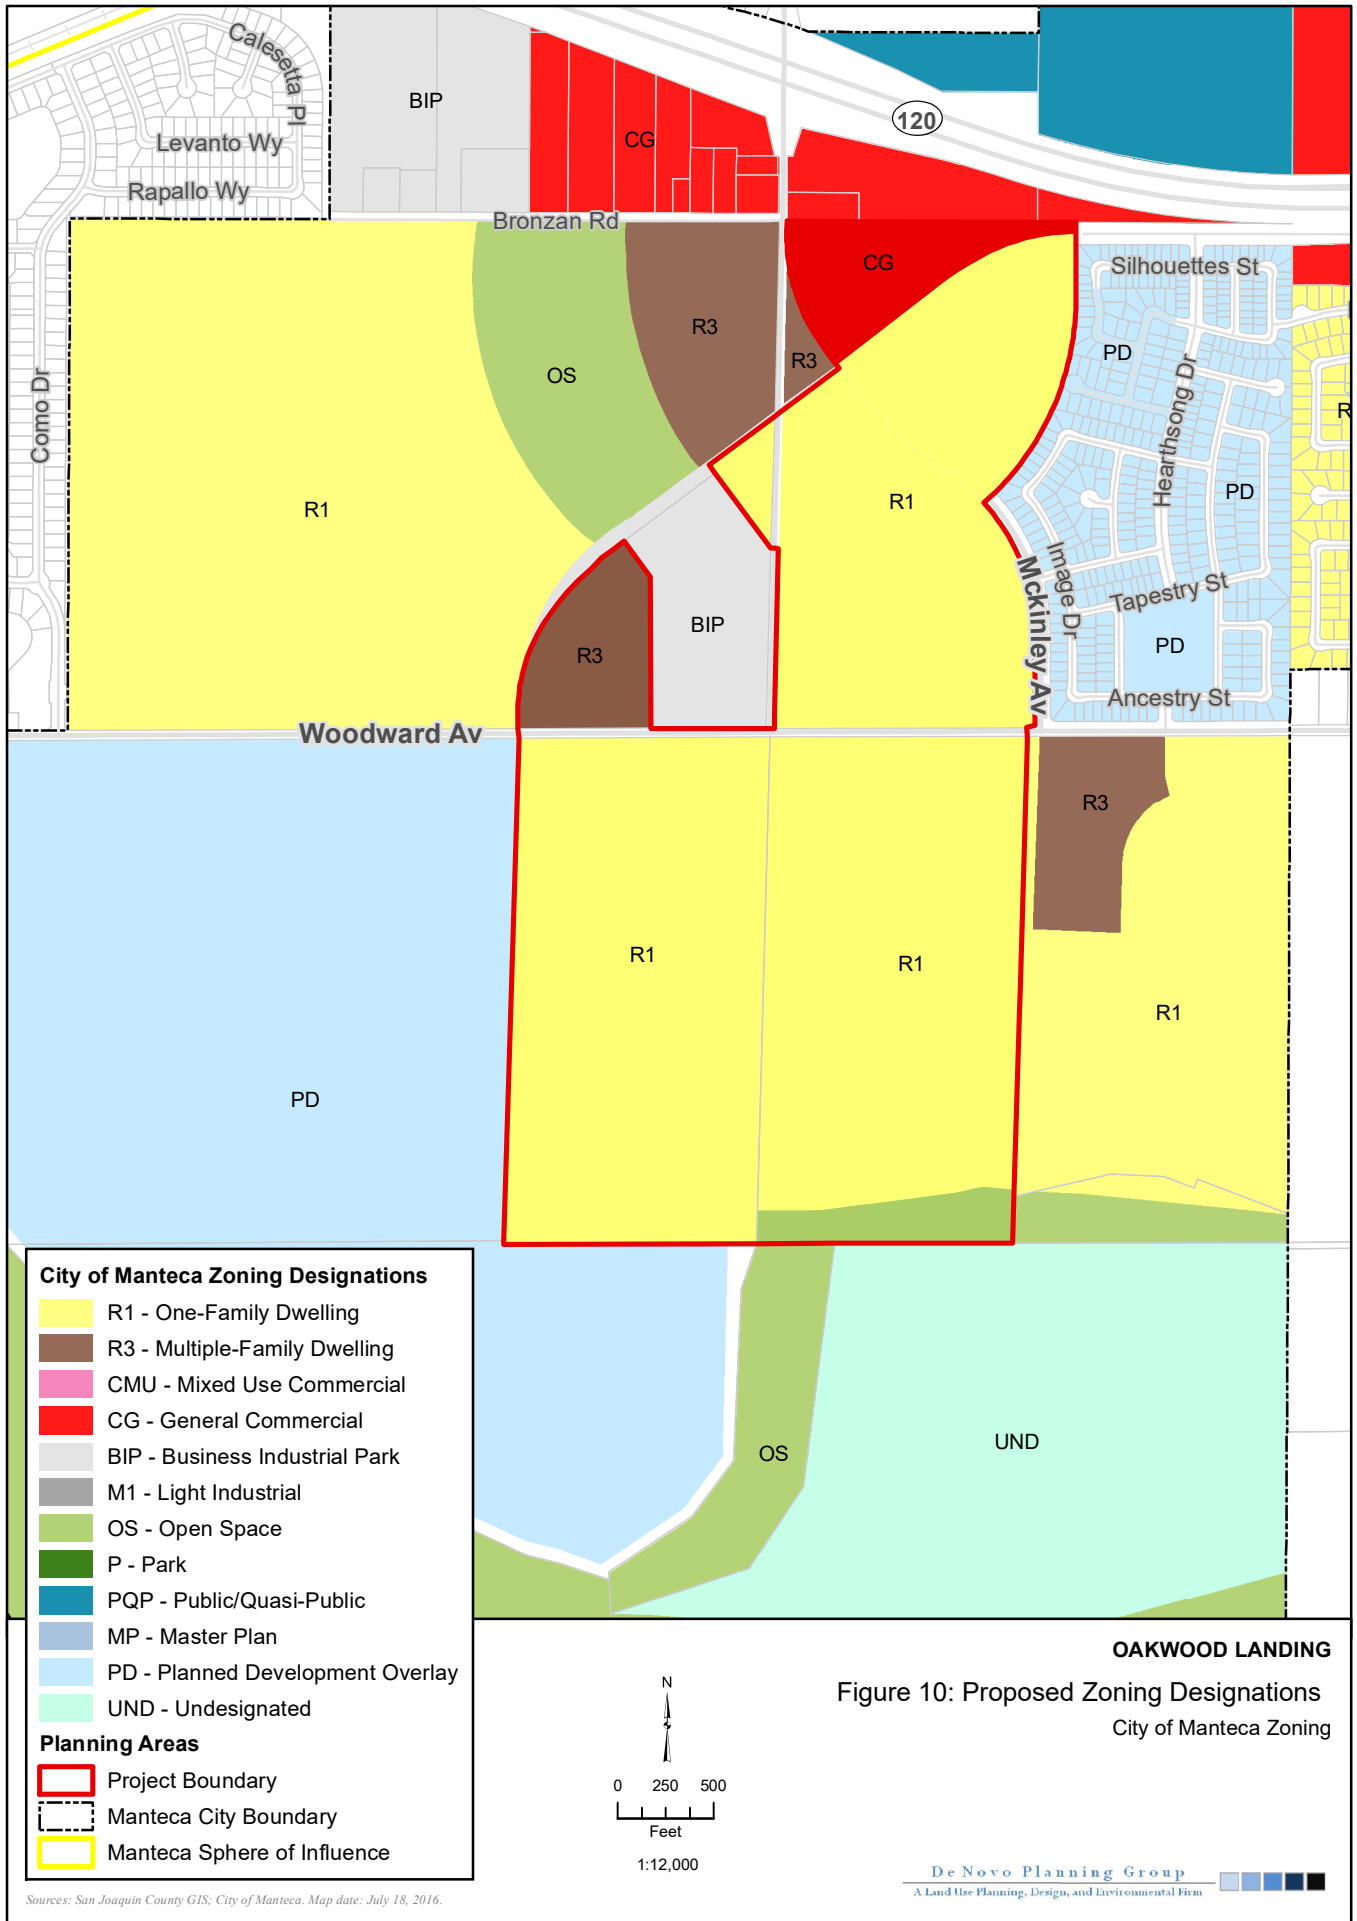 Calesetta Pl
Levanto Wy
Rapallo Wy
BIP
CG
120
Bronzan Rd
CG
Silhouettes St
R3
R3
PD
OS
Como Dr
Hearthsong Dr
R
R1
R1
PD
Image Dr
Mckinley Av
Tapestry St
BIP
R3
PD
Ancestry St
Woodward Av
R3
R1
R1
R1
PD
OS
UND
City of Manteca Zoning Designations
R1 - One-Family Dwelling
R3 - Multiple-Family Dwelling
CMU - Mixed Use Commercial
CG - General Commercial
BIP - Business Industrial Park
M1 - Light Industrial
OS - Open Space
P - Park
PQP - Public/Quasi-Public
MP - Master Plan
PD - Planned Development Overlay
UND - Undesignated
Planning Areas
Project Boundary
Manteca City Boundary
Manteca Sphere of Influence
Sources: San Joaquin County GIS; City of Manteca. Map date: July 18, 2016.
N
0 250 500
Feet
1:12,000
OAKWOOD LANDING
Figure 10: Proposed Zoning Designations
City of Manteca Zoning
De Novo Planning Group
A Land Use Planning, Design, and Environmental Firm